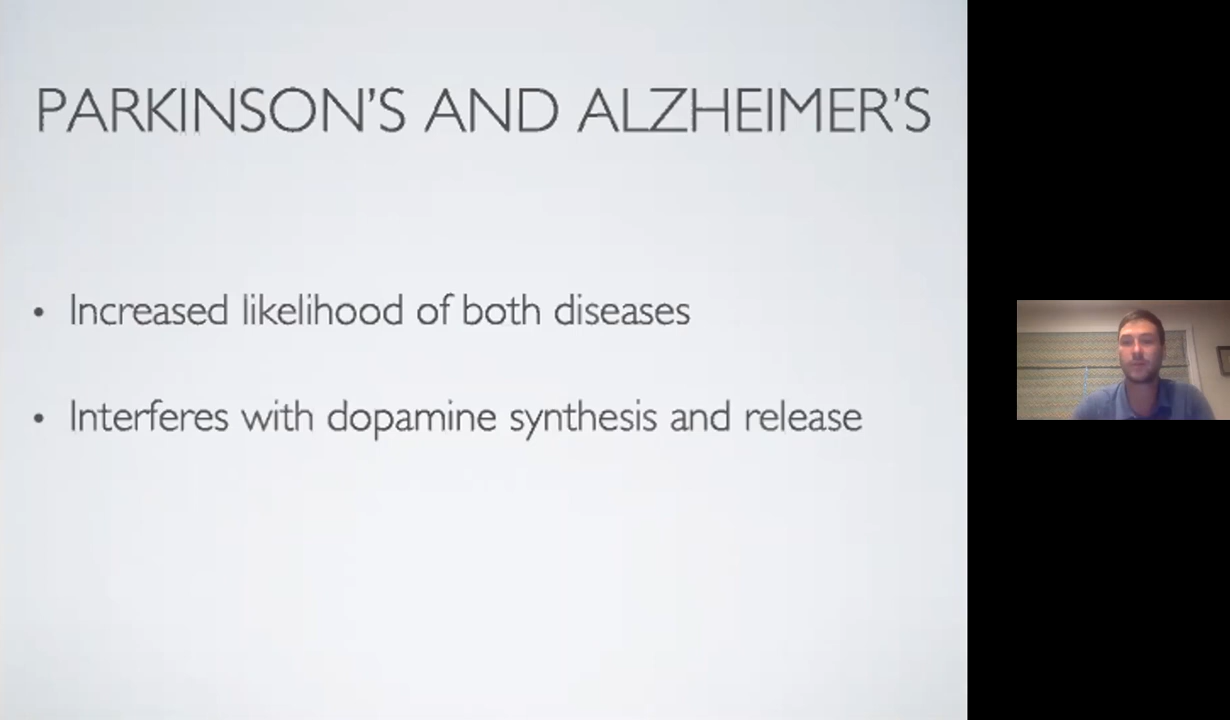 PARKINSON'S AND ALZHEIMER'S
• Increased likelihood of both diseases
• Interferes with dopamine synthesis and release